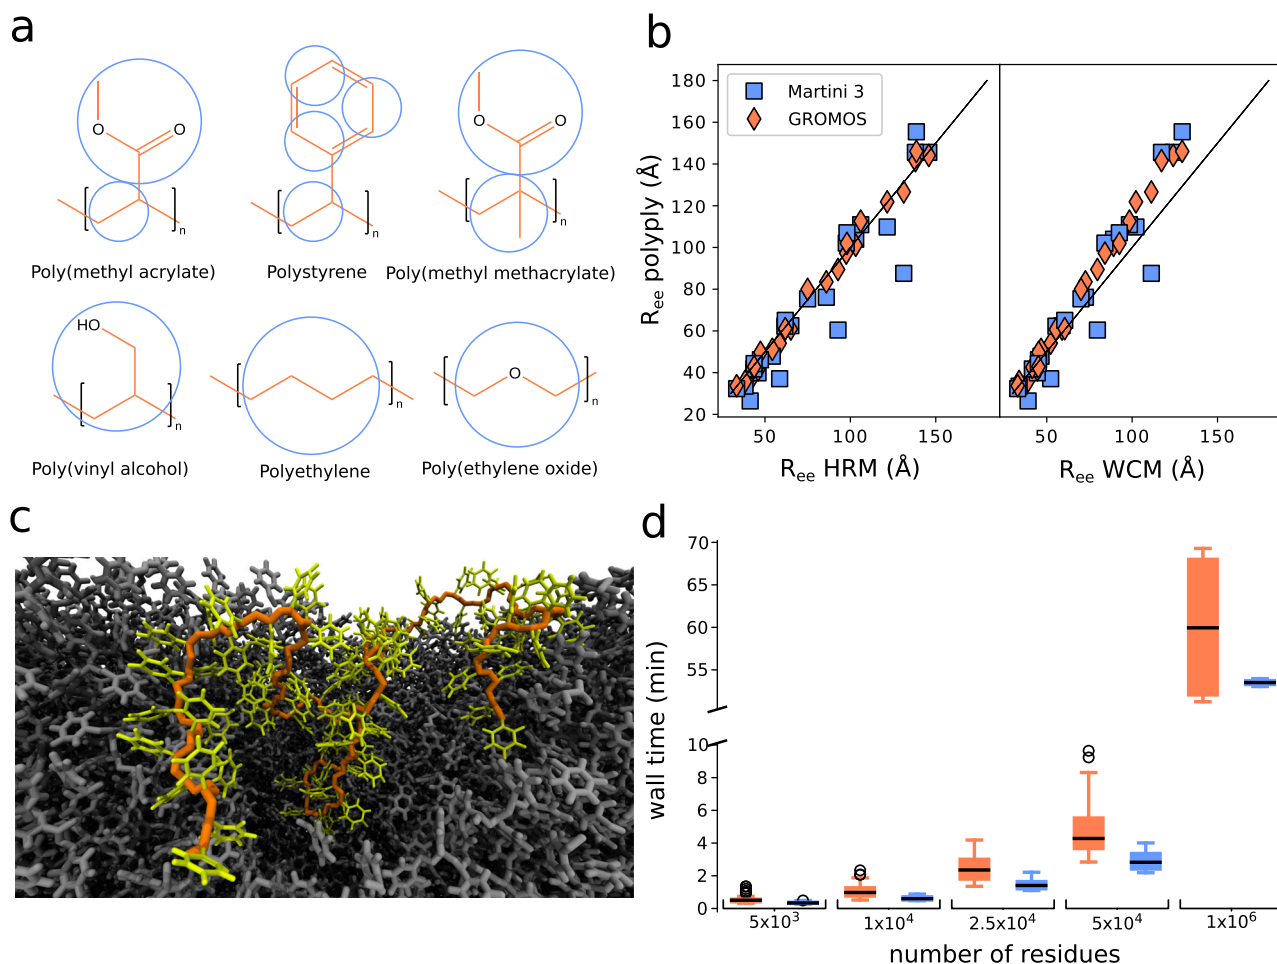 a
O
O
n
n
O
O
n
Poly(methyl acrylate)
Polystyrene
Poly(methyl methacrylate)
HO
n
n
O
n
Poly(vinyl alcohol)
Polyethylene
Poly(ethylene oxide)
b
Martini 3
GROMOS
Ree polyply (Å)
180
160
140
120
100
80
60
40
20
50
100
150
50
100
150
Ree HRM (Å)
Ree WCM (Å)
c
d
wall time (min)
70
65
60
55
10
8
6
4
2
0
5x10³
1x10⁴
2.5x10⁴
5x10⁴
1x10⁶
number of residues